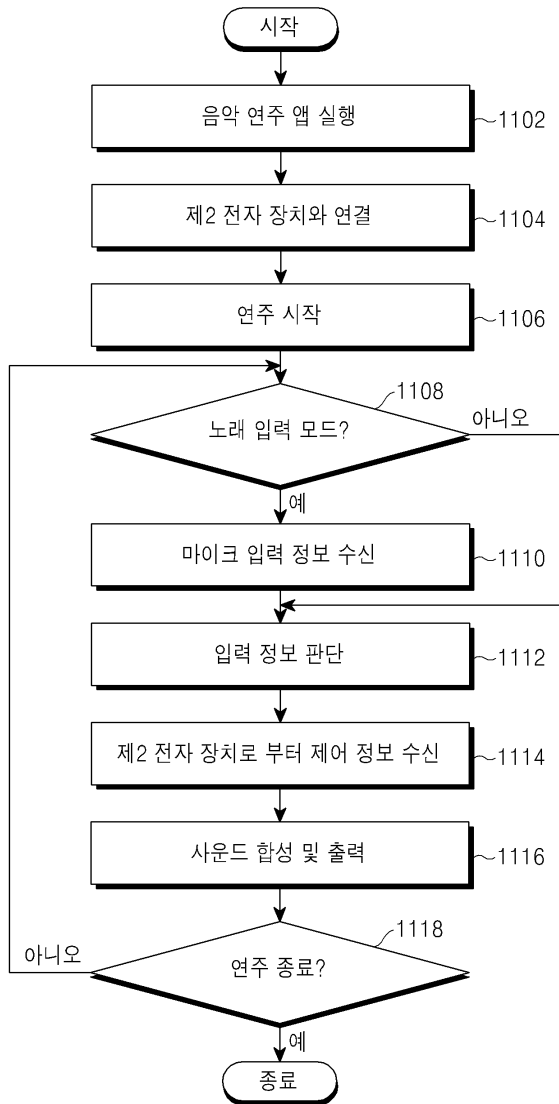 시작
음악 연주 앱 실행
1102
제2 전자 장치와 연결
1104
연주 시작
1106
1108
노래 입력 모드?
아니오
예
마이크 입력 정보 수신
1110
입력 정보 판단
1112
제2 전자 장치로 부터 제어 정보 수신
1114
사운드 합성 및 출력
1116
1118
아니오
연주 종료?
예
종료